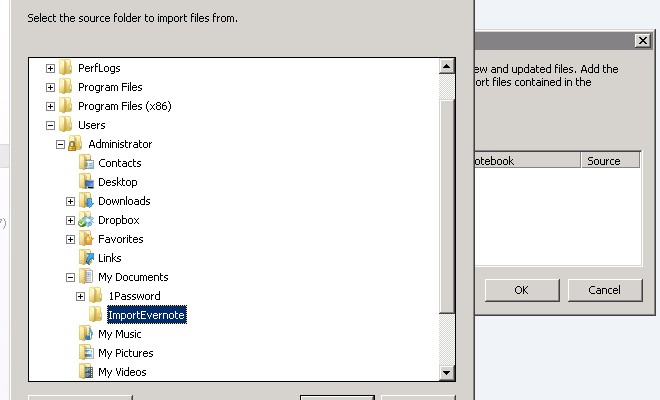 Select the source folder to import files from.
PerfLogs
Program Files
Program Files (x86)
Users
Administrator
Contacts
Desktop
Downloads
Dropbox
Favorites
Links
My Documents
1Password
ImportEvernote
My Music
My Pictures
My Videos
ew and updated files. Add the
ort files contained in the
otebook
Source
OK
Cancel
7)